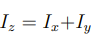 I_z = I_x+I_y